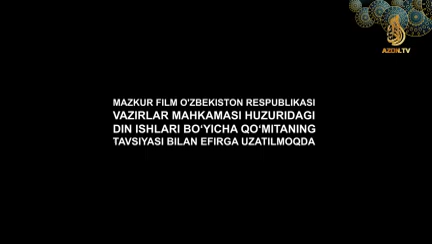 AZON.TV
MAZKUR FILM O'ZBEKISTON RESPUBLIKASI
VAZIRLAR MAHKAMASI HUZURIDAGI
DIN ISHLARI BO‘YICHA QO‘MITANING
TAVSIYASI BILAN EFIRGA UZATILMOQDA